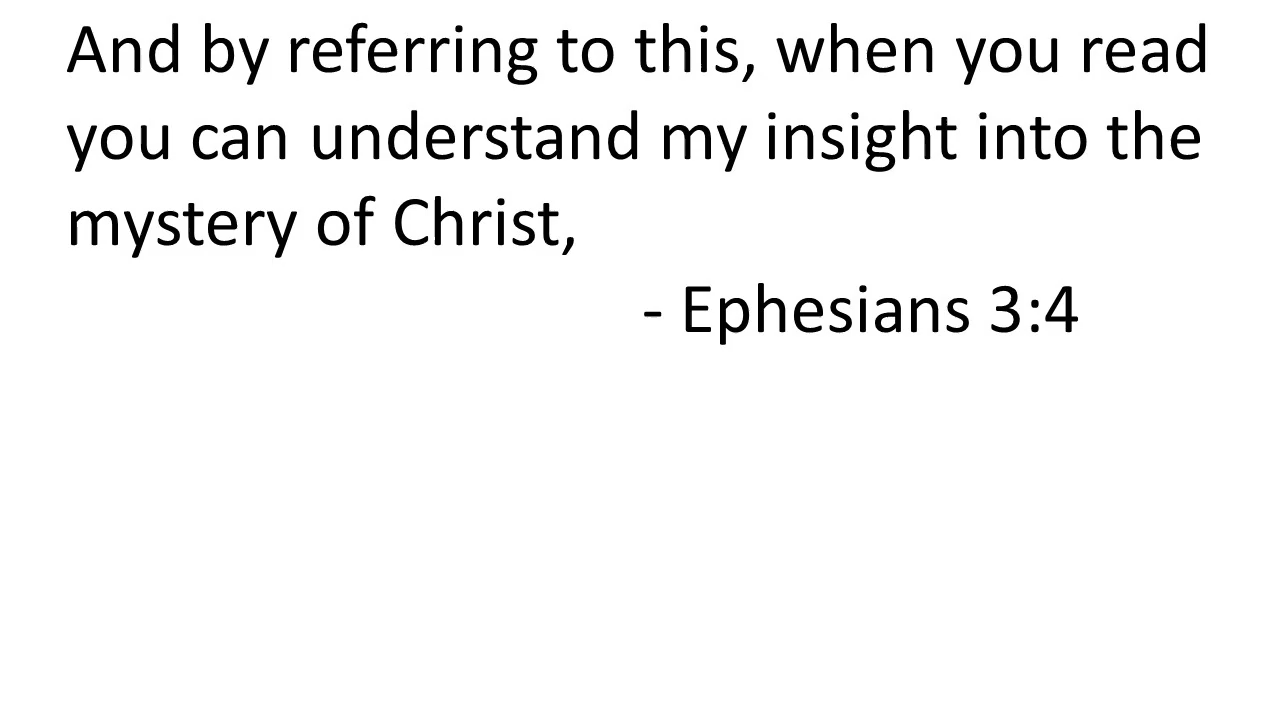 And by referring to this, when you read
you can understand my insight into the
mystery of Christ,
- Ephesians 3:4